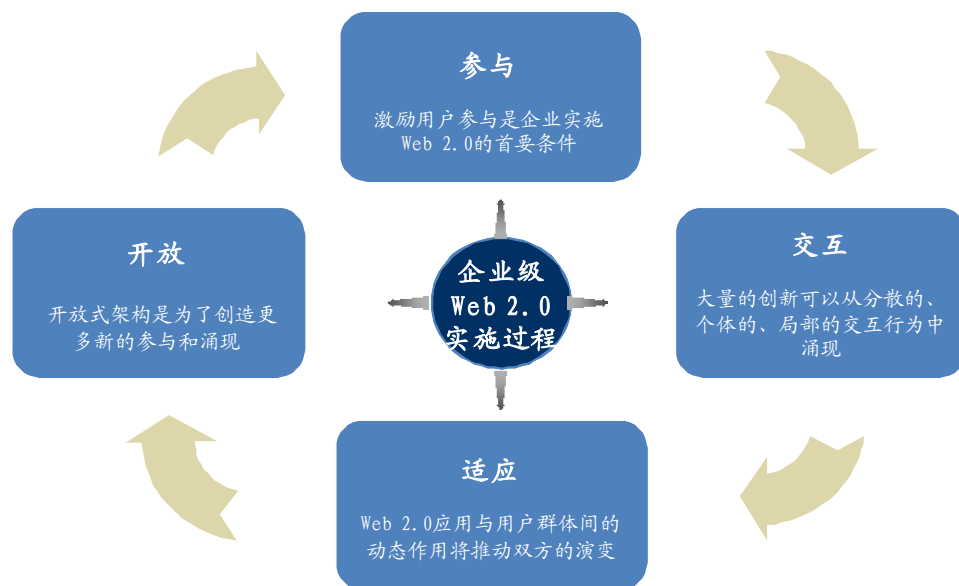 参与
激励用户参与是企业实施
Web 2.0的首要条件
开放
开放式架构是为了创造更
多新的参与和涌现
企业级
Web 2.0
实施过程
交互
大量的创新可以从分散的、
个体的、局部的交互行为中
涌现
适应
Web 2.0应用与用户群体间的
动态作用将推动双方的演变